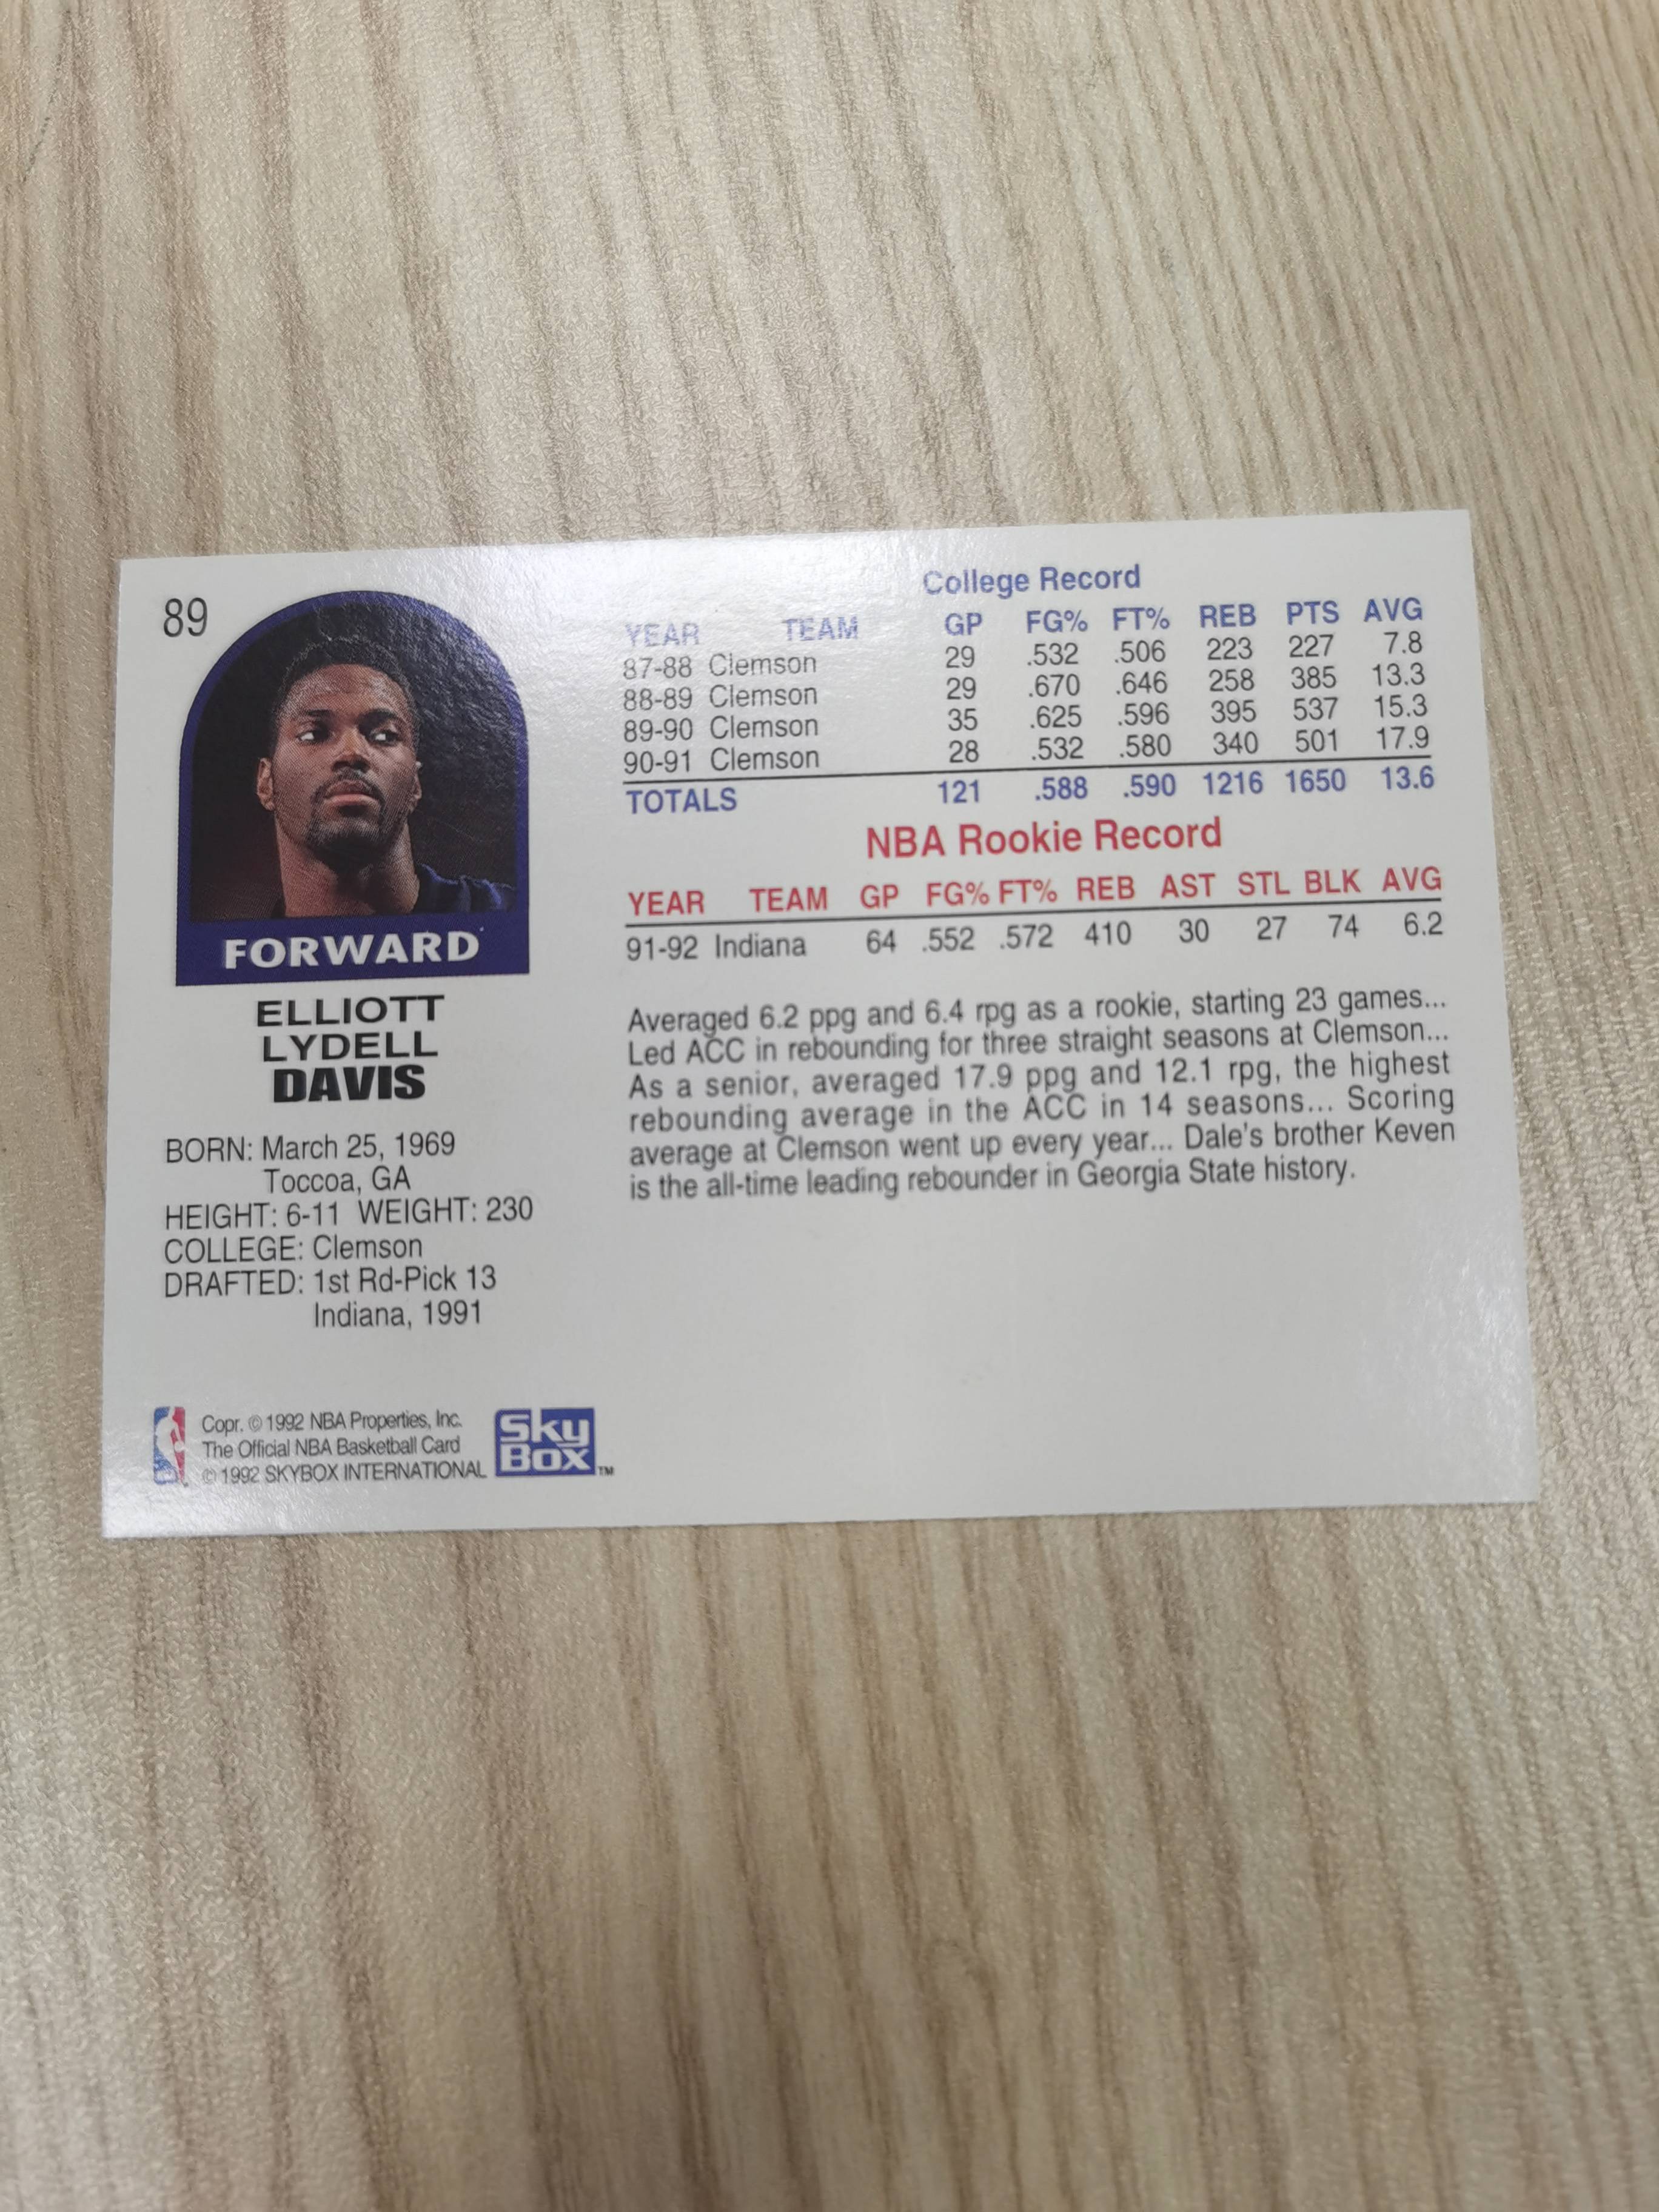 89
FORWARD
ELLIOTT
LYDELL
DAVIS
BORN: March 25, 1969
Toccoa, GA
HEIGHT: 6-11 WEIGHT: 230
COLLEGE: Clemson
DRAFTED: 1st Rd-Pick 13
Indiana, 1991
College Record
YEAR TEAM GP FG% FT% REB PTS AVG
87-88 Clemson 29 .532 .506 223 227 7.8
88-89 Clemson 29 .670 .646 258 385 13.3
89-90 Clemson 35 .625 .596 395 537 15.3
90-91 Clemson 28 .532 .580 340 501 17.9
TOTALS 121 .588 .590 1216 1650 13.6
NBA Rookie Record
YEAR TEAM GP FG% FT% REB AST STL BLK AVG
91-92 Indiana 64 .552 .572 410 30 27 74 6.2
Averaged 6.2 ppg and 6.4 rpg as a rookie, starting 23 games...
Led ACC in rebounding for three straight seasons at Clemson...
As a senior, averaged 17.9 ppg and 12.1 rpg, the highest
rebounding average in the ACC in 14 seasons... Scoring
average at Clemson went up every year... Dale's brother Keven
is the all-time leading rebounder in Georgia State history.
Copr. © 1992 NBA Properties, Inc.
The Official NBA Basketball Card
© 1992 SKYBOX INTERNATIONAL
Sky
Box™